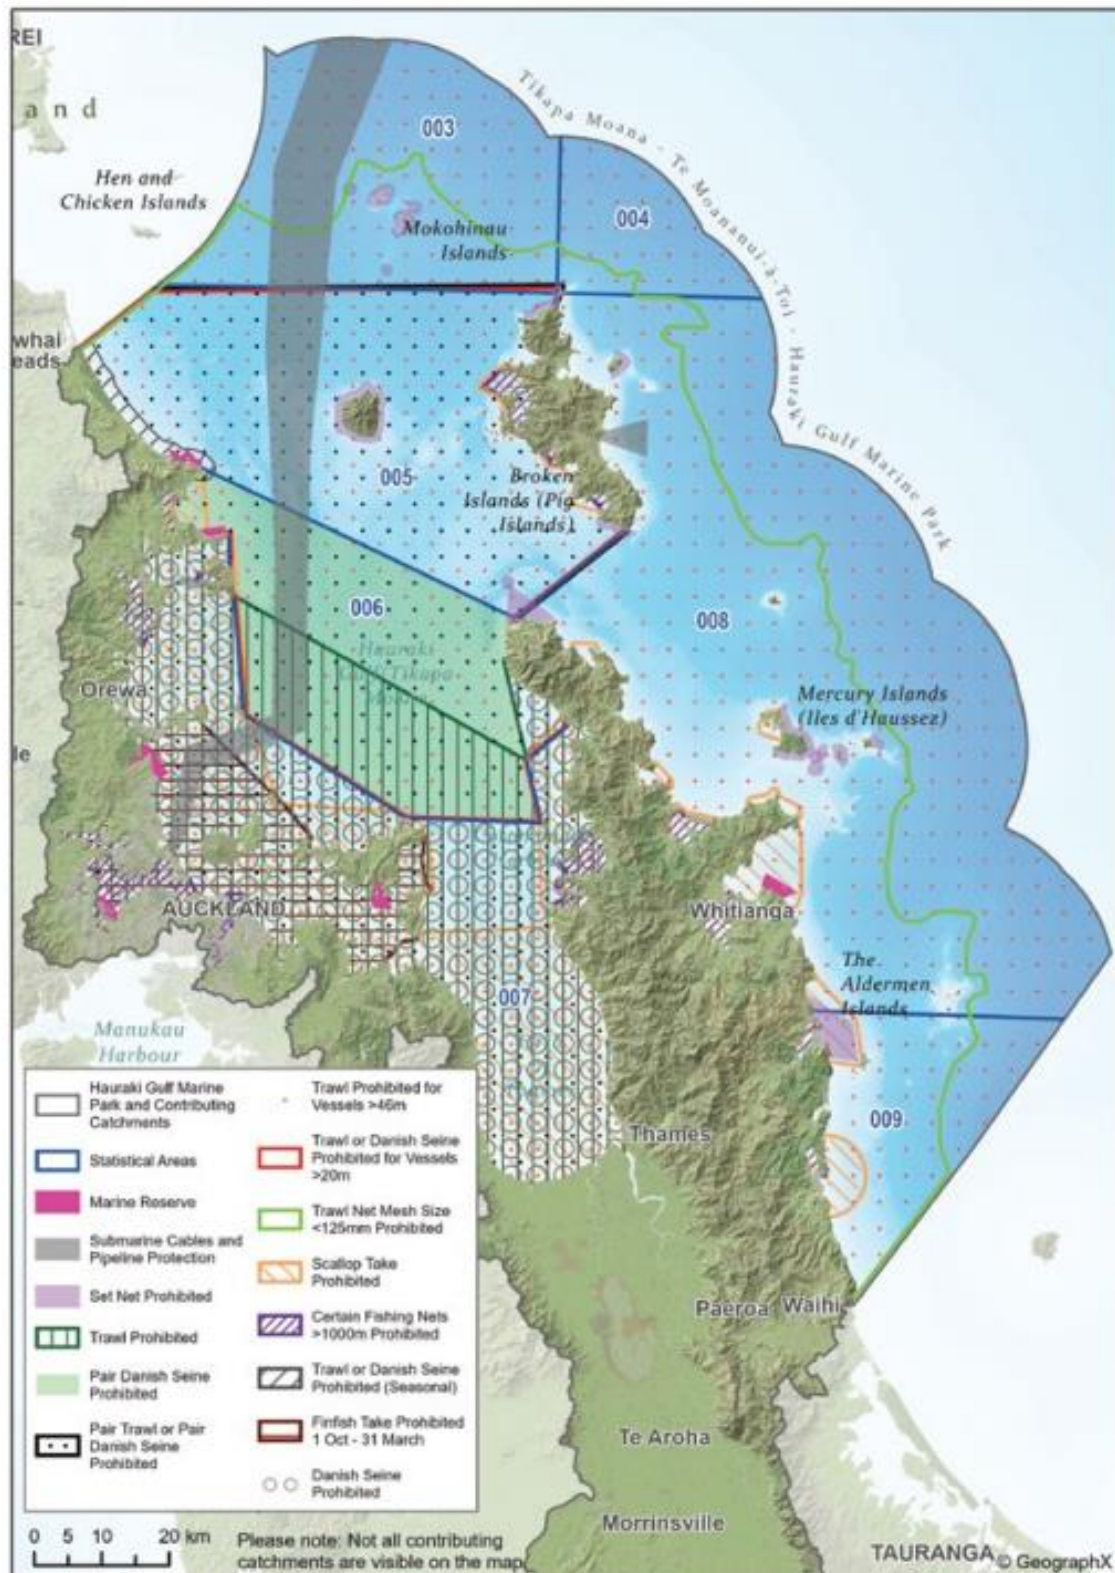 REI
and
Hen and
Chicken Islands
Tikapa Moana - Te Moananui-à-Toi - Hauraki Gulf Marine Park
003
004
Mokohinau
Islands
whai
eads
005
Broken
Islands (Pig
Islands)
006
008
Hauraki
Orewa
Mercury Islands
(Iles d'Haussez)
le
AUCKLAND
Whitianga
The
Aldermen
Islands
007
Manukau
Harbour
009
Thames
Paeroa
Waihi
Te Aroha
Morrinsville
TAURANGA
© GeographX
Hauraki Gulf Marine
Park and Contributing
Catchments
Statistical Areas
Marine Reserve
Submarine Cables and
Pipeline Protection
Set Net Prohibited
Trawl Prohibited
Pair Danish Seine
Prohibited
Pair Trawl or Pair
Danish Seine
Prohibited
Trawl Prohibited for
Vessels >46m
Trawl or Danish Seine
Prohibited for Vessels
>20m
Trawl Net Mesh Size
<125mm Prohibited
Scallop Take
Prohibited
Certain Fishing Nets
>1000m Prohibited
Trawl or Danish Seine
Prohibited (Seasonal)
Finfish Take Prohibited
1 Oct - 31 March
Danish Seine
Prohibited
0 5 10 20 km
Please note: Not all contributing
catchments are visible on the map